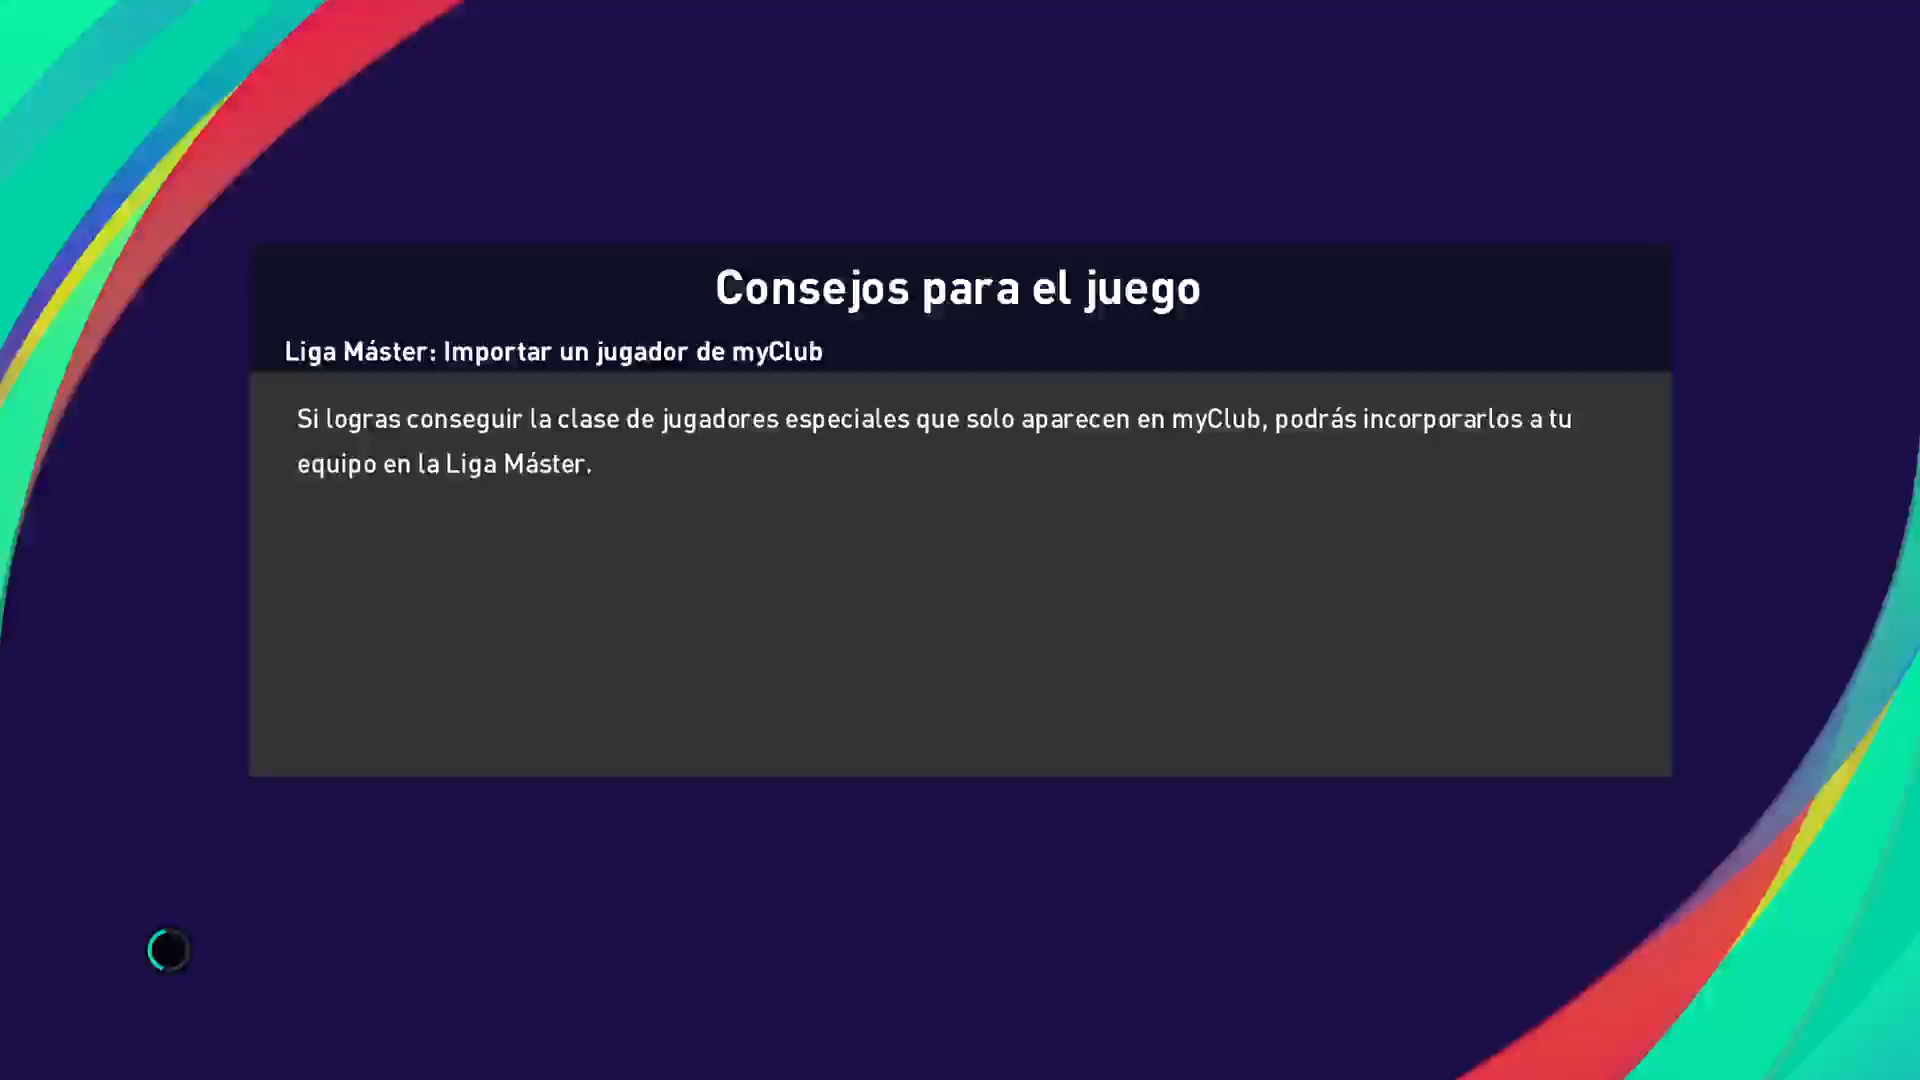 Consejos para el juego
Liga Máster: Importar un jugador de myClub
Si logras conseguir la clase de jugadores especiales que solo aparecen en myClub, podrás incorporarlos a tu
equipo en la Liga Máster.